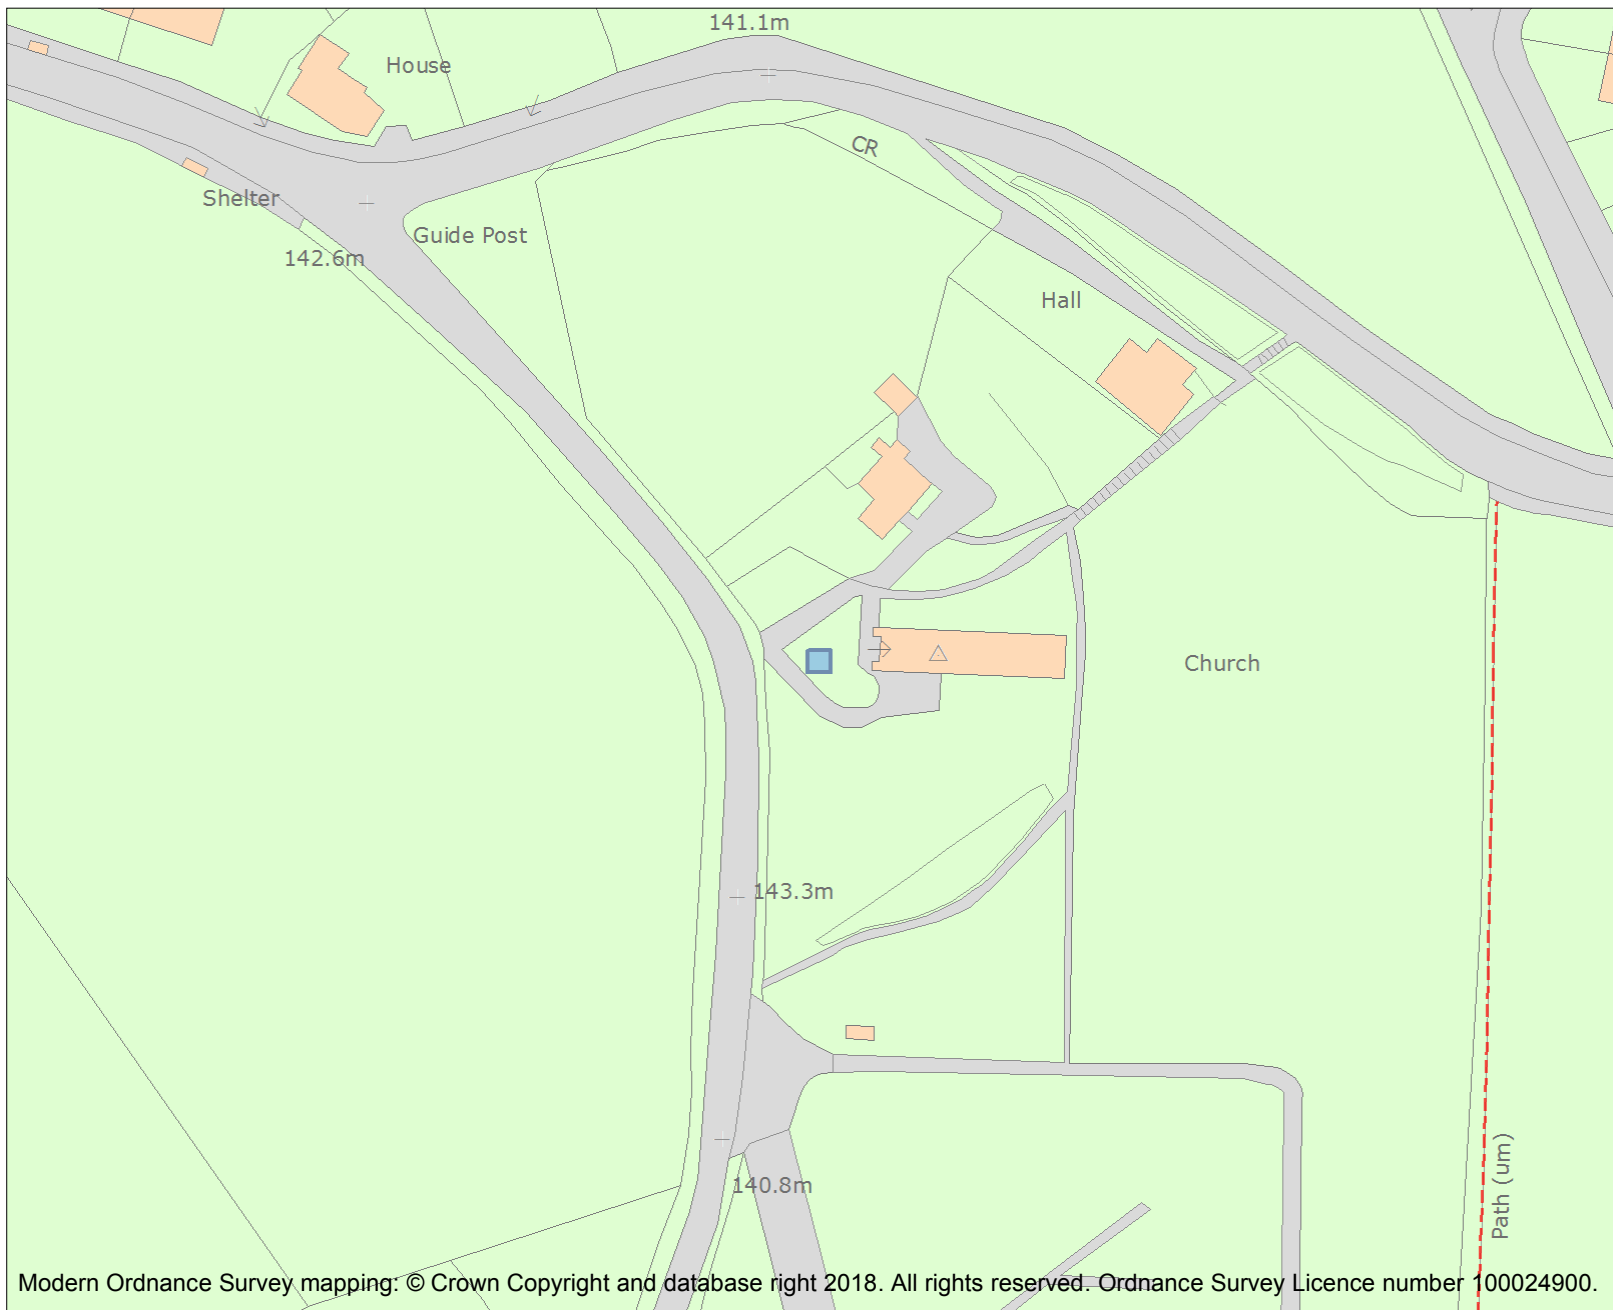 141.1m
House
CR
Shelter
Guide Post
142.6m
Hall
Church
143.3m
Path (um)
140.8m
Modern Ordnance Survey mapping: © Crown Copyright and database right 2018. All rights reserved. Ordnance Survey Licence number 100024900.